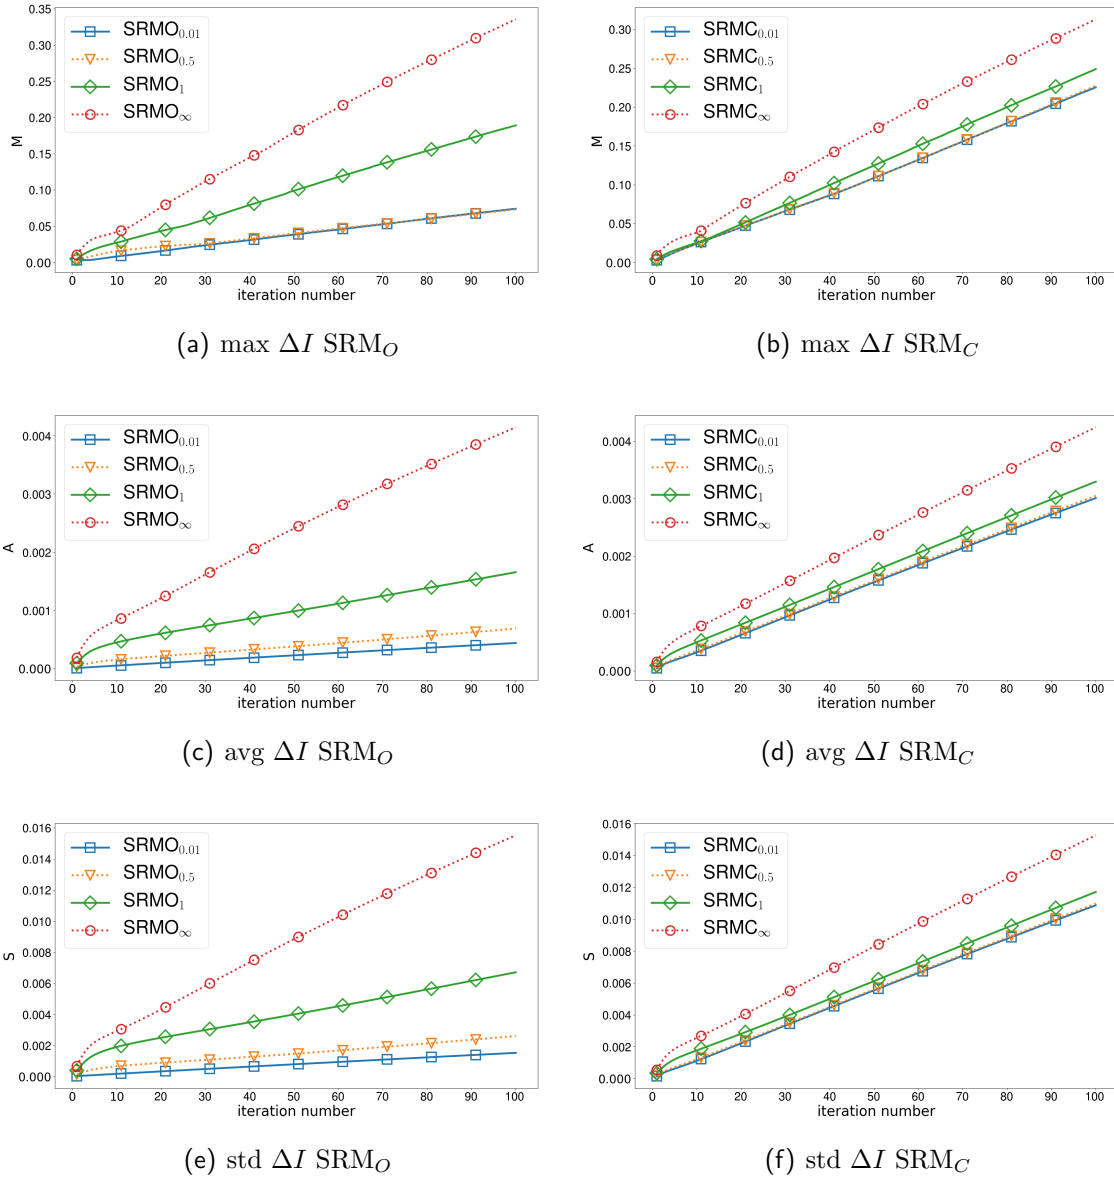 0.35
0.30
0.25
0.20
0.15
0.10
0.05
0.00
M
SRMO0.01
SRMO0.5
SRMO1
SRMO∞
0 10 20 30 40 50 60 70 80 90 100
iteration number
(a) max ΔI SRM_O
0.30
0.25
0.20
0.15
0.10
0.05
0.00
M
SRMC0.01
SRMC0.5
SRMC1
SRMC∞
0 10 20 30 40 50 60 70 80 90 100
iteration number
(b) max ΔI SRM_C
0.004
0.003
0.002
0.001
0.000
A
SRMO0.01
SRMO0.5
SRMO1
SRMO∞
0 10 20 30 40 50 60 70 80 90 100
iteration number
(c) avg ΔI SRM_O
0.004
0.003
0.002
0.001
0.000
A
SRMC0.01
SRMC0.5
SRMC1
SRMC∞
0 10 20 30 40 50 60 70 80 90 100
iteration number
(d) avg ΔI SRM_C
0.016
0.014
0.012
0.010
0.008
0.006
0.004
0.002
0.000
S
SRMO0.01
SRMO0.5
SRMO1
SRMO∞
0 10 20 30 40 50 60 70 80 90 100
iteration number
(e) std ΔI SRM_O
0.016
0.014
0.012
0.010
0.008
0.006
0.004
0.002
0.000
S
SRMC0.01
SRMC0.5
SRMC1
SRMC∞
0 10 20 30 40 50 60 70 80 90 100
iteration number
(f) std ΔI SRM_C